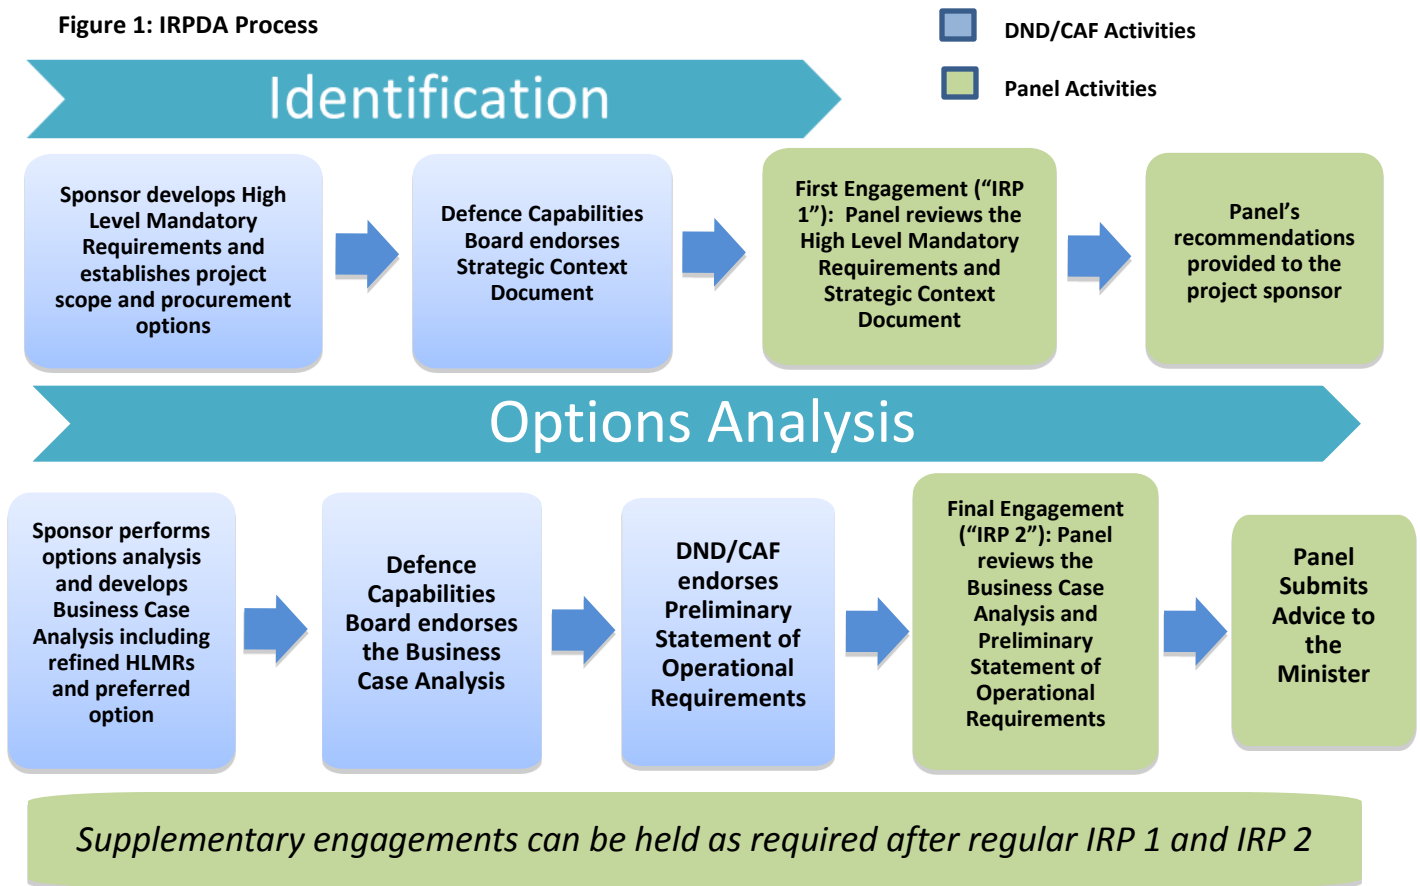 Figure 1: IRPDA Process
DND/CAF Activities
Panel Activities
Identification
Sponsor develops High
Level Mandatory
Requirements and
establishes project
scope and procurement
options
Defence Capabilities
Board endorses
Strategic Context
Document
First Engagement (“IRP
1”):  Panel reviews the
High Level Mandatory
Requirements and
Strategic Context
Document
Panel’s
recommendations
provided to the
project sponsor
Options Analysis
Sponsor performs
options analysis
and develops
Business Case
Analysis including
refined HLMRs
and preferred
option
Defence
Capabilities
Board endorses
the Business
Case Analysis
DND/CAF
endorses
Preliminary
Statement of
Operational
Requirements
Final Engagement
(“IRP 2”): Panel
reviews the
Business Case
Analysis and
Preliminary
Statement of
Operational
Requirements
Panel
Submits
Advice to
the
Minister
Supplementary engagements can be held as required after regular IRP 1 and IRP 2